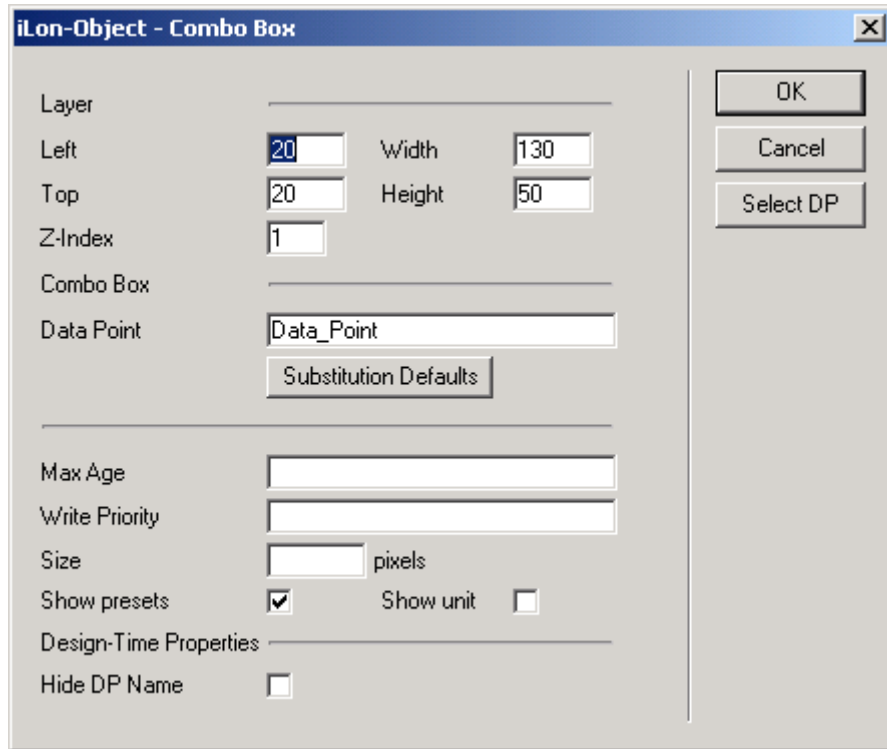 iLon-Object - Combo Box
Layer
OK
Left 20 Width 130
Cancel
Top 20 Height 50
Select DP
Z-Index 1
Combo Box
Data Point Data_Point
Substitution Defaults
Max Age
Write Priority
Size pixels
Show presets Show unit
Design-Time Properties
Hide DP Name